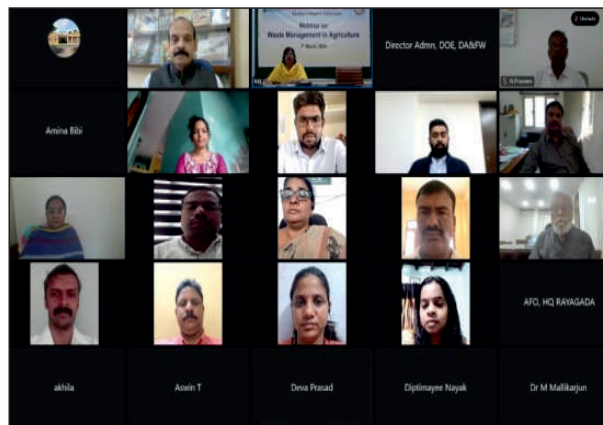 Webinar on
Waste Management in Agriculture
Director Admn, DOE, DA&FW
N.Praveen
Amina Bibi
AFO, HQ RAYAGADA
akhila
Aswin T
Deva Prasad
Diptimayee Nayak
Dr M Mallikarjun